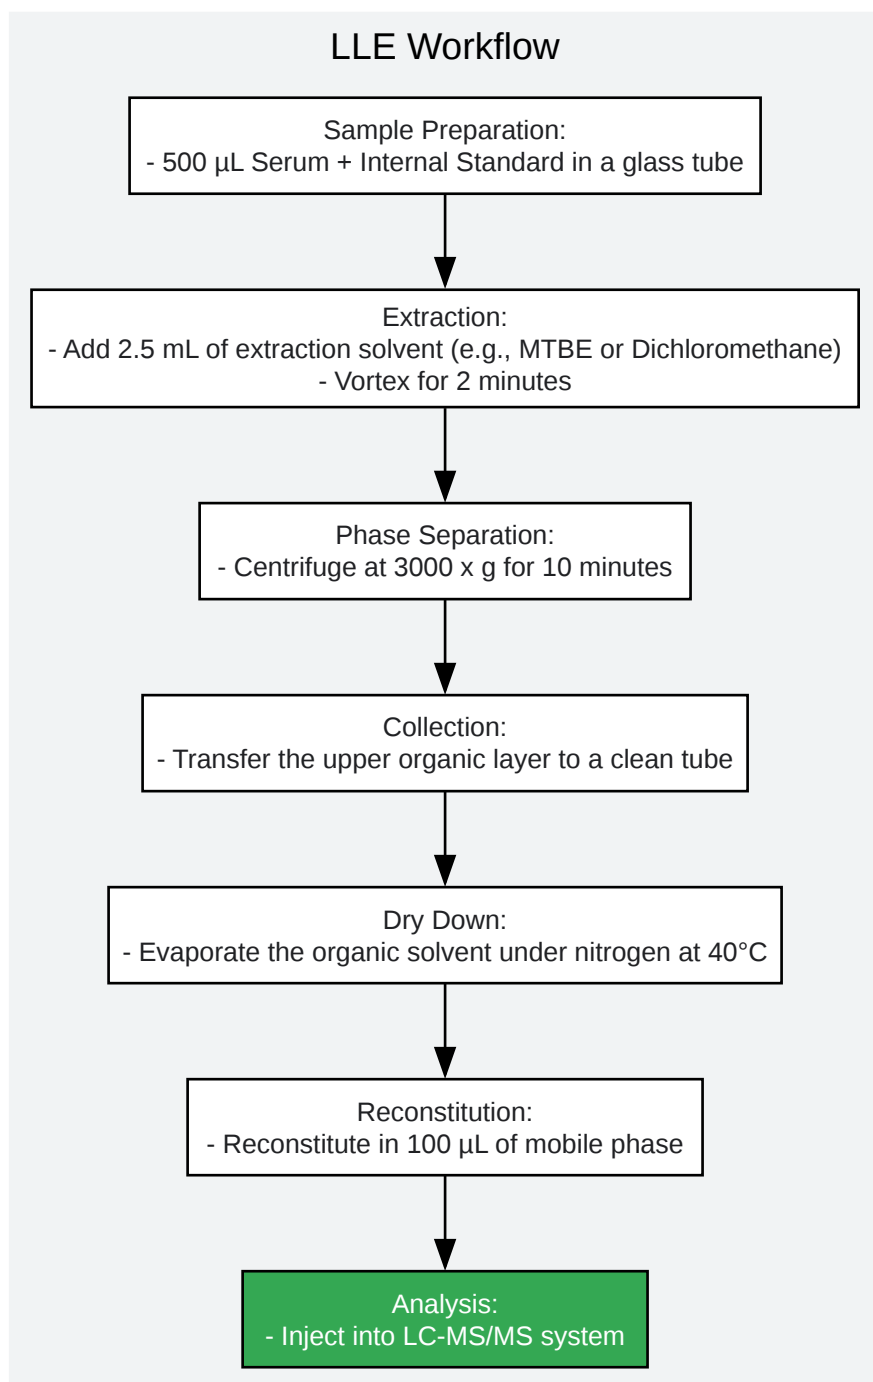 LLE Workflow
Sample Preparation:
- 500 µL Serum + Internal Standard in a glass tube
Extraction:
- Add 2.5 mL of extraction solvent (e.g., MTBE or Dichloromethane)
- Vortex for 2 minutes
Phase Separation:
- Centrifuge at 3000 x g for 10 minutes
Collection:
- Transfer the upper organic layer to a clean tube
Dry Down:
- Evaporate the organic solvent under nitrogen at 40°C
Reconstitution:
- Reconstitute in 100 µL of mobile phase
Analysis:
- Inject into LC-MS/MS system